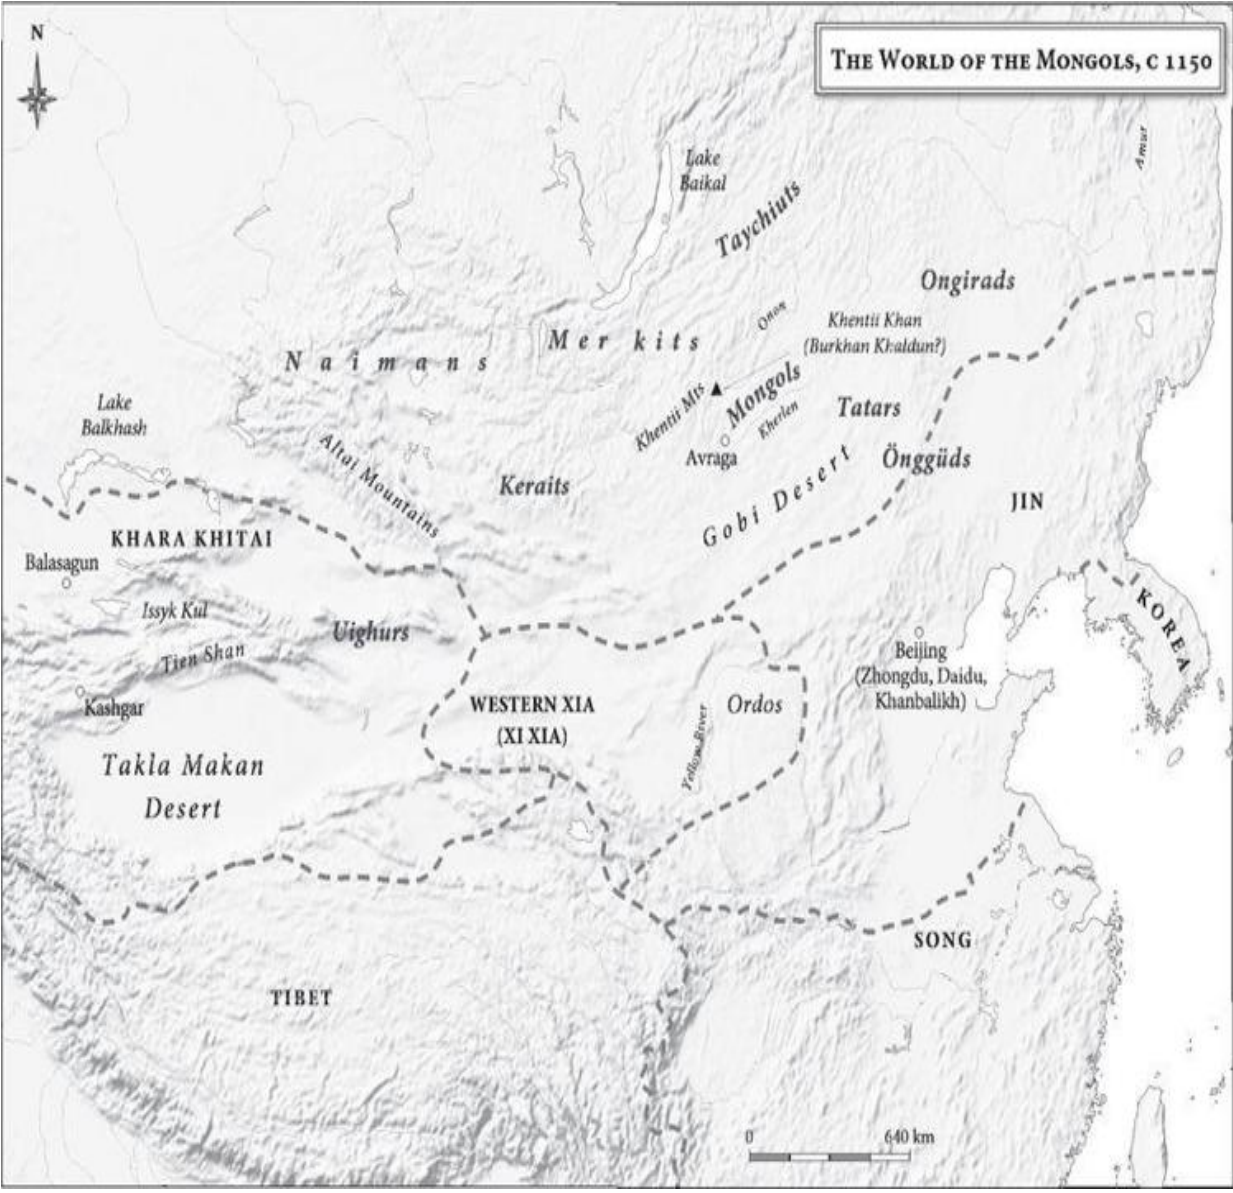 N
THE WORLD OF THE MONGOLS, C 1150
Amur
Lake
Baikal
Taychiuts
Ongirads
Onon
Khentii Khan
(Burkhan Khaldun?)
Mer kits
Naimans
Khentii Mts
Mongols
Kherlen
Tatars
Avraga
Lake
Balkhash
Altai Mountains
Keraits
Gobi Desert
Önggüds
JIN
KHARA KHITAI
Balasagun
Issyk Kul
Uighurs
Tien Shan
Kashgar
KOREA
Beijing
(Zhongdu, Daidu,
Khanbalikh)
WESTERN XIA
(XI XIA)
Yellow River
Ordos
Takla Makan
Desert
SONG
TIBET
0 640 km